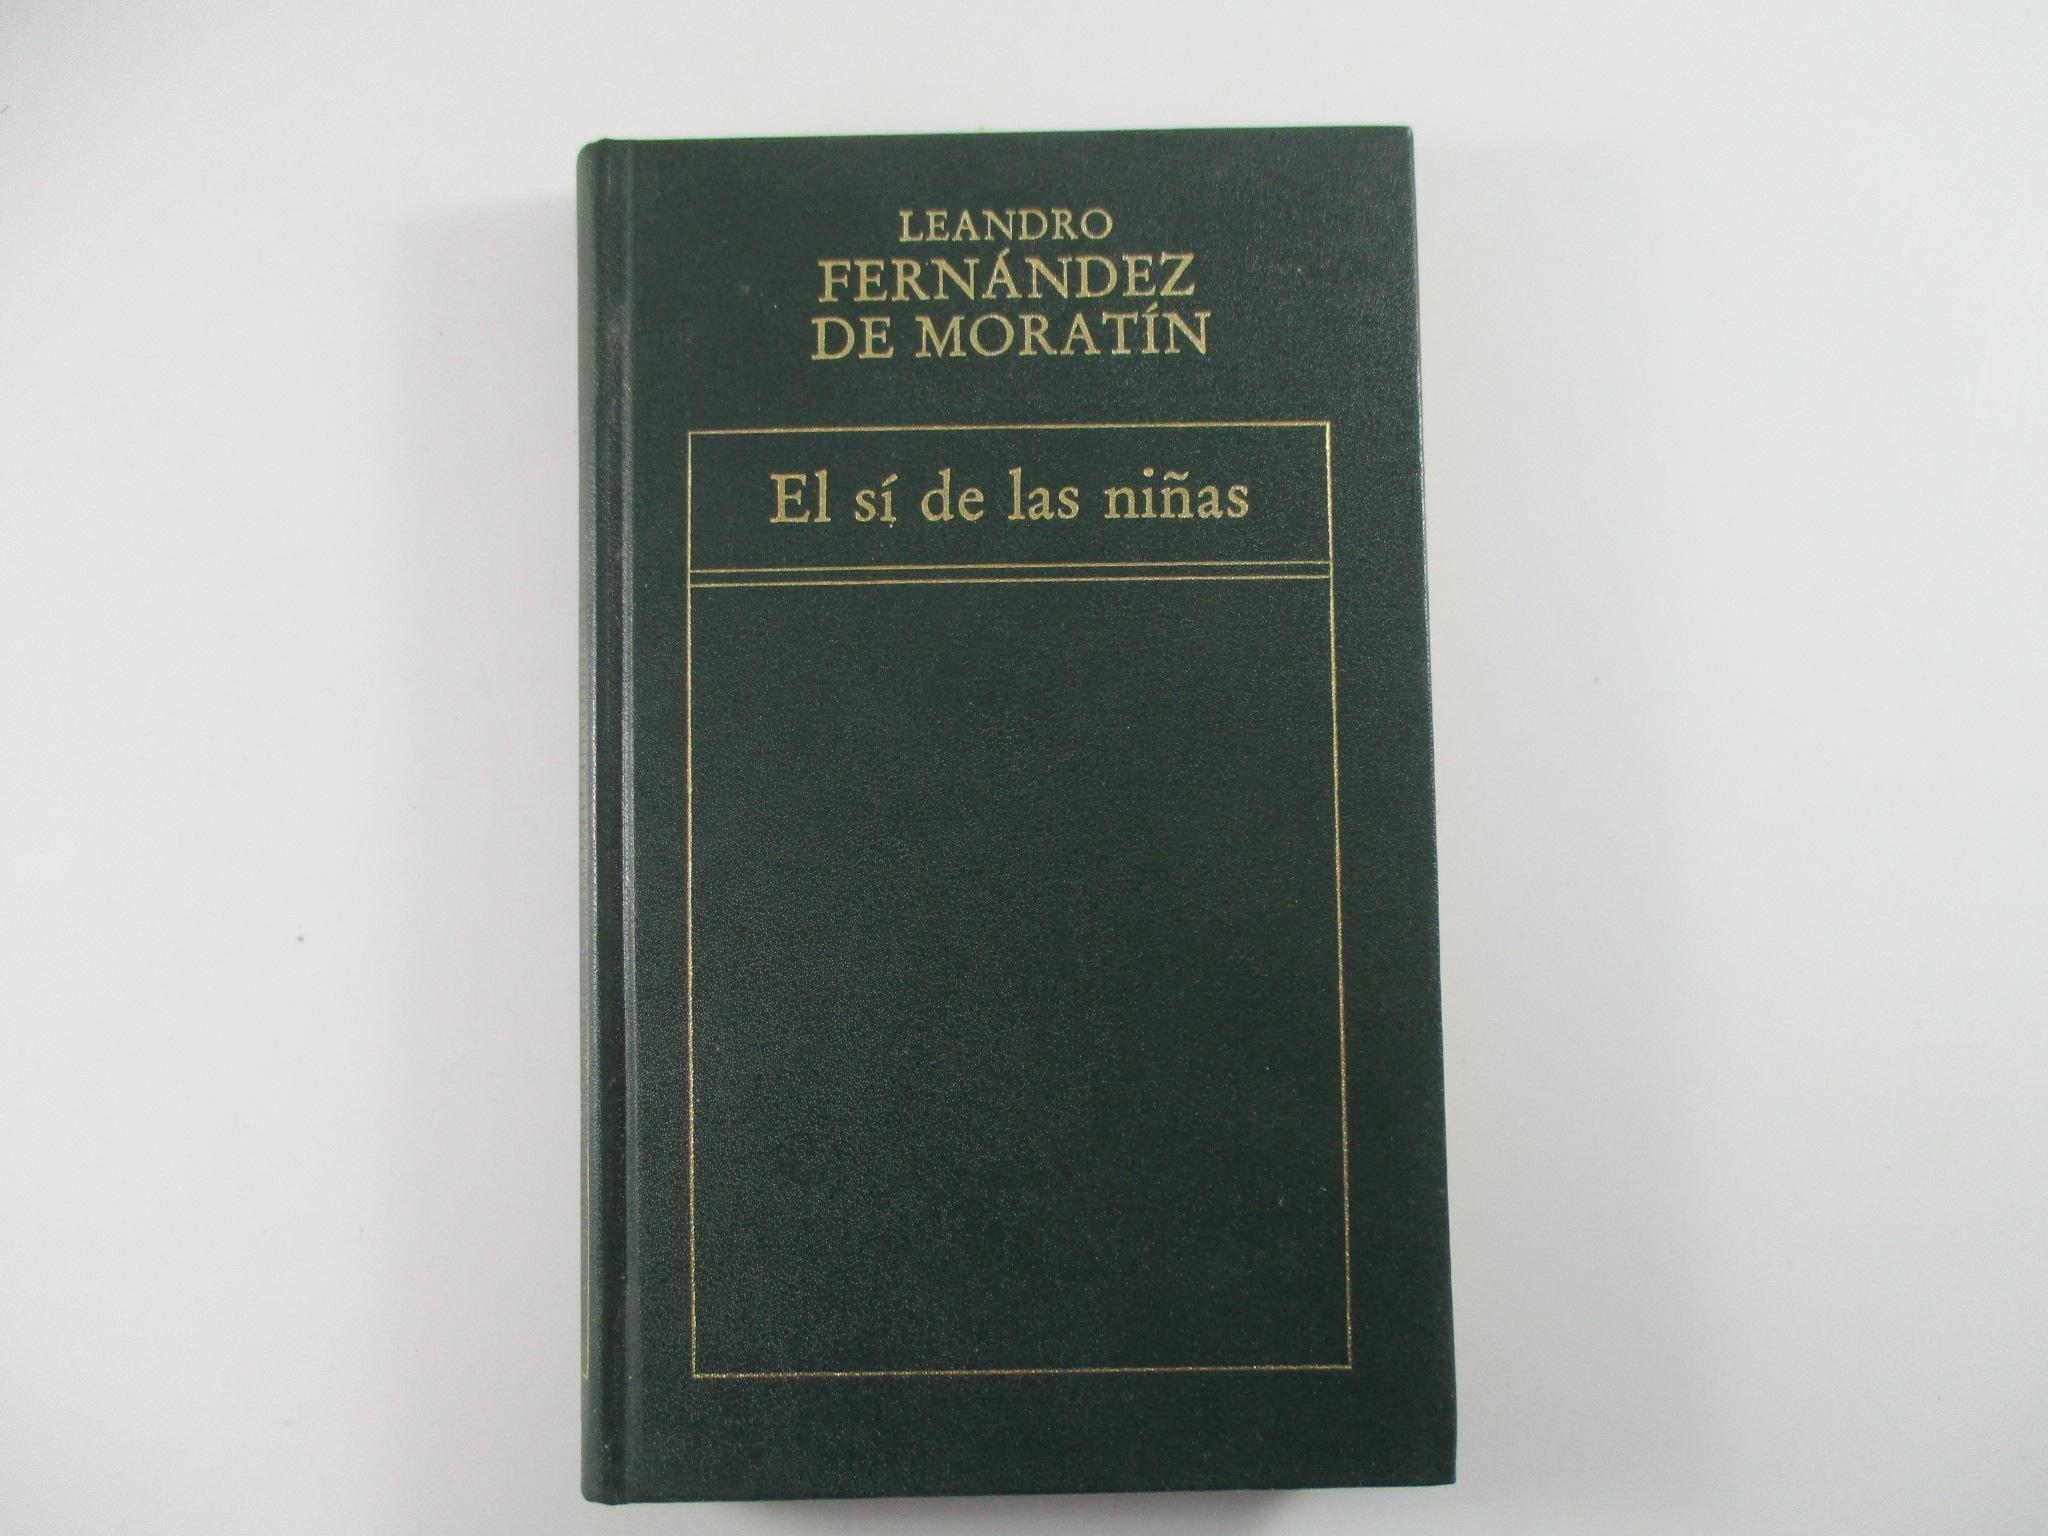 LEANDRO
FERNÁNDEZ
DE MORATÍN
El sí de las niñas